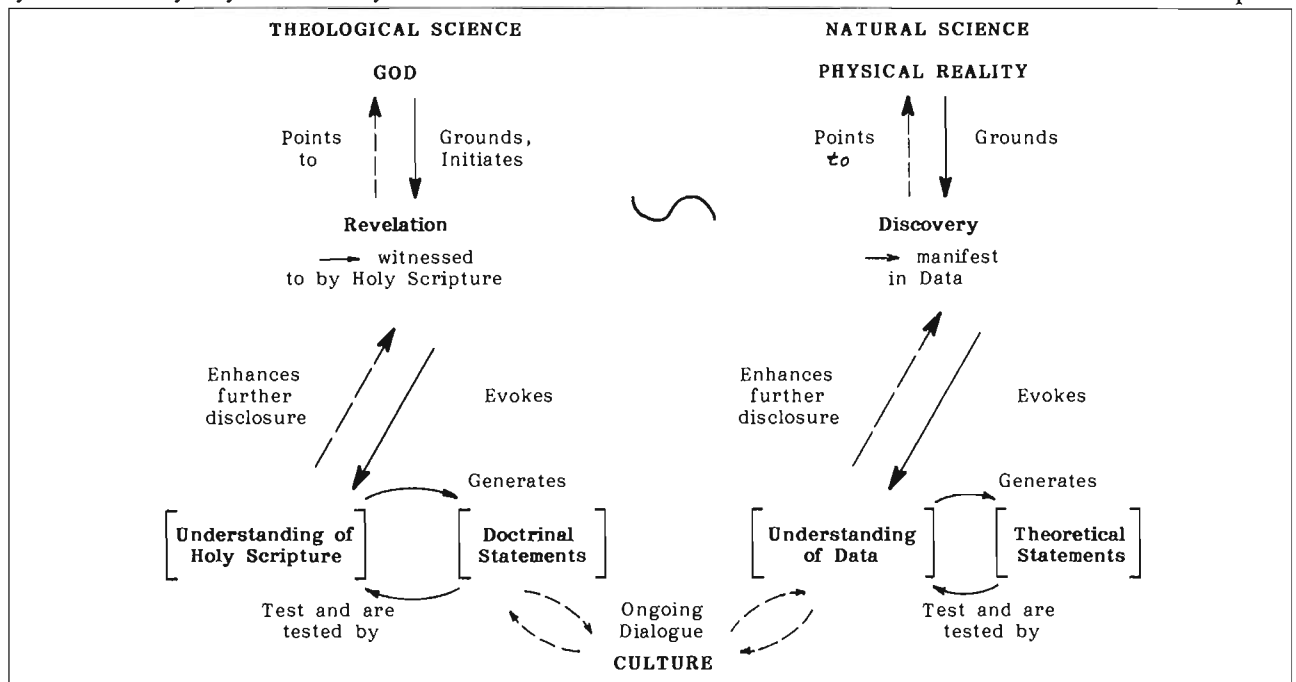 THEOLOGICAL SCIENCE
GOD
Points
to
Grounds,
Initiates
Revelation
witnessed
to by Holy Scripture
Enhances
further
disclosure
Evokes
Generates
Understanding of
Holy Scripture
Doctrinal
Statements
Test and are
tested by
NATURAL SCIENCE
PHYSICAL REALITY
Points
to
Grounds
Discovery
manifest
in Data
Enhances
further
disclosure
Evokes
Generates
Understanding
of Data
Theoretical
Statements
Test and are
tested by
Ongoing
Dialogue
CULTURE